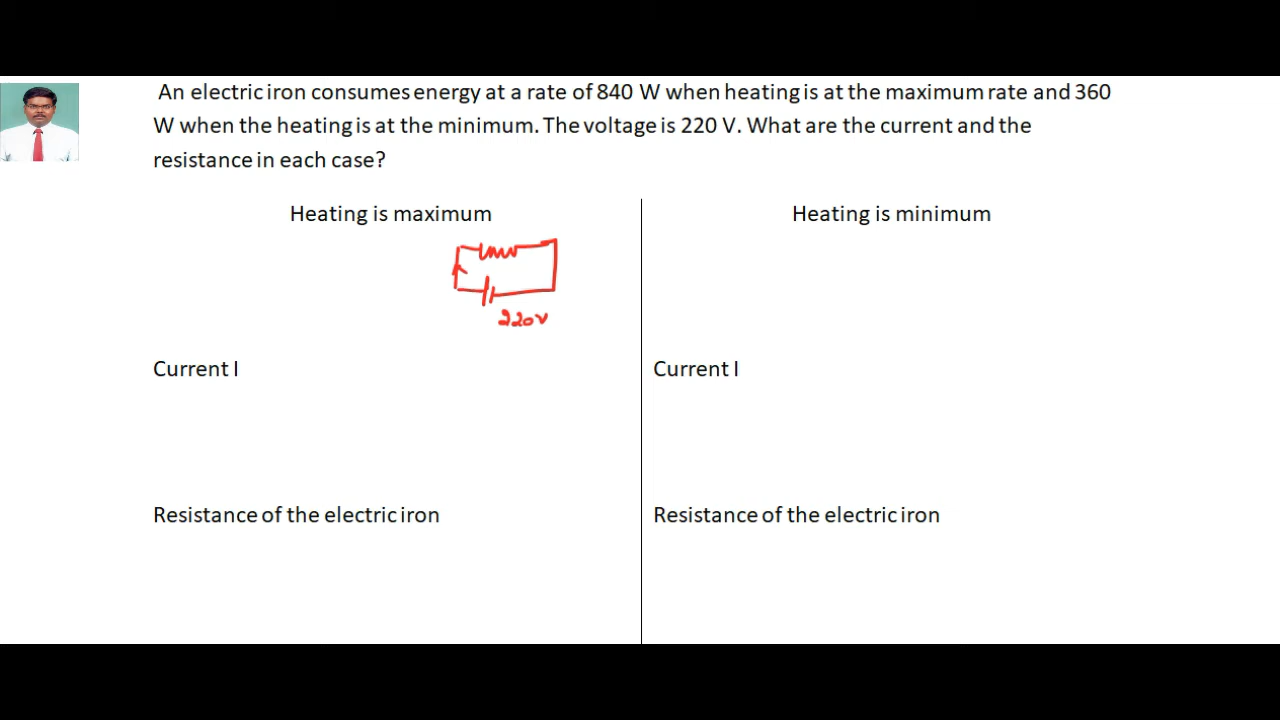 An electric iron consumes energy at a rate of 840 W when heating is at the maximum rate and 360
W when the heating is at the minimum. The voltage is 220 V. What are the current and the
resistance in each case?
Heating is maximum
220V
Current I
Resistance of the electric iron
Heating is minimum
Current I
Resistance of the electric iron